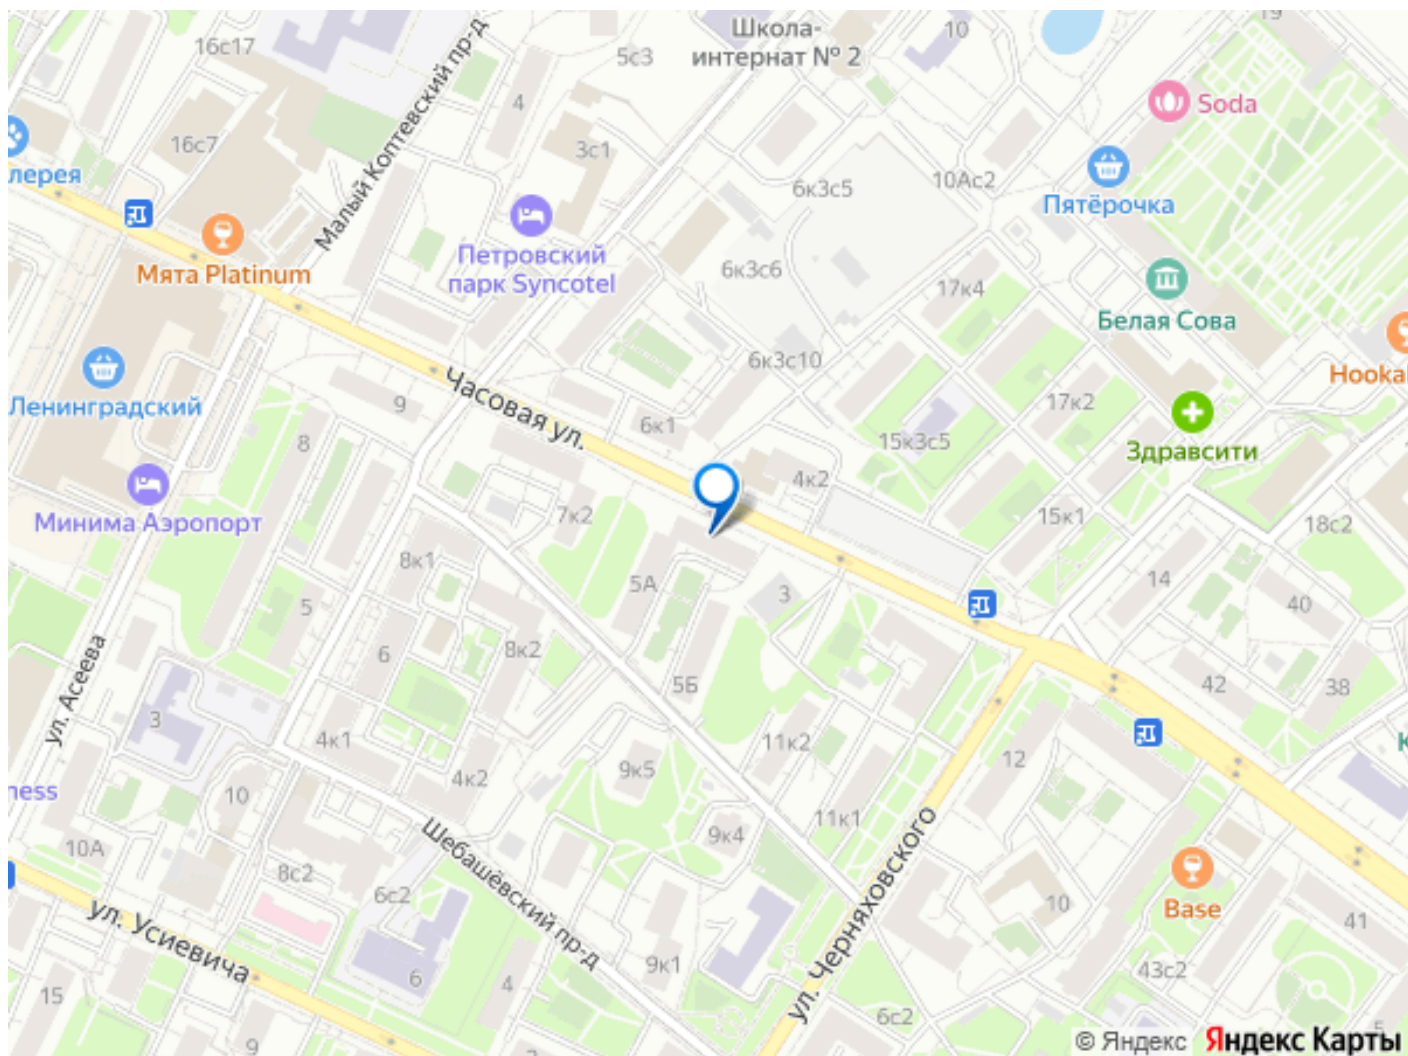 19
Школа-
интернат № 2
10
16с17
5с3
Малый Коптевский пр-д
4
Soda
16с7
3с1
лерея
6к3с5
10Ас2
Пятёрочка
Мята Platinum
Петровский
парк Syncotel
6к3с6
17к4
Белая Сова
6к3с10
Hooka
Ленинградский
9
Часовая ул.
6к1
17к2
15к3с5
8
Здравсити
4к2
Минима Аэропорт
7к2
15к1
18с2
8к1
5А
3
14
40
5
6
8к2
5Б
42
38
ул. Асеева
3
4к1
11к2
12
К
4к2
9к5
ness
10
9к4
11к1
10А
Шебашёвский пр-д
ул. Черняховского
8с2
6с2
Base
10
41
ул. Усиевича
9к1
43с2
6
4
15
6с2
9
7
5
© Яндекс
Яндекс Карты